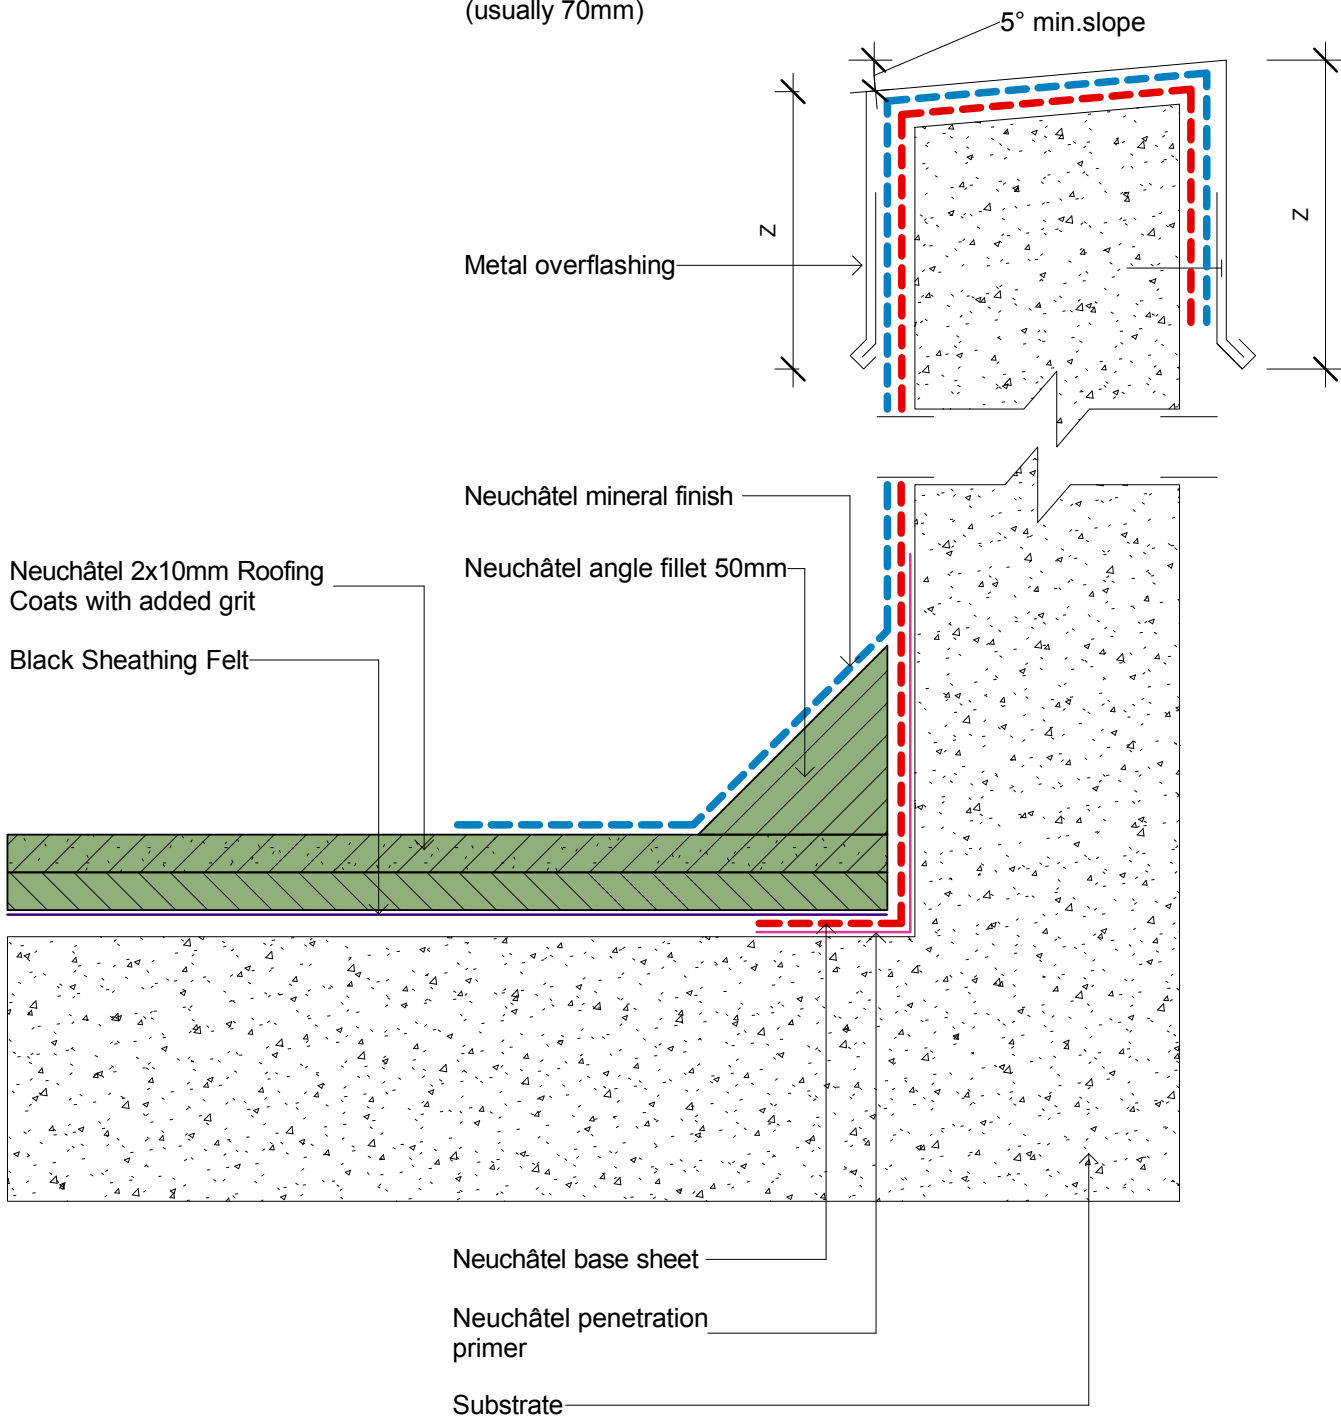 (usually 70mm)
5° min.slope
Z
Z
Metal overflashing
Neuchâtel mineral finish
Neuchâtel angle fillet 50mm
Neuchâtel 2x10mm Roofing
Coats with added grit
Black Sheathing Felt
Neuchâtel base sheet
Neuchâtel penetration
primer
Substrate